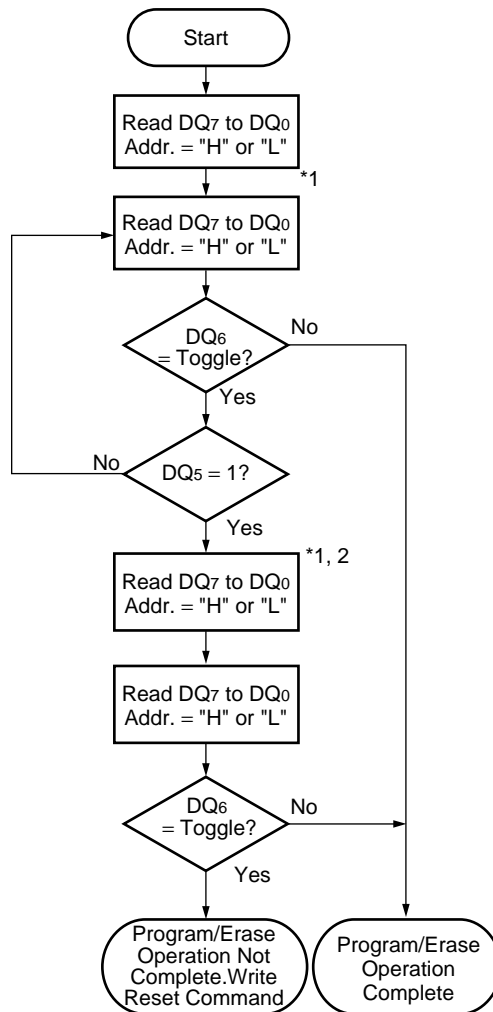 Start
Read DQ7 to DQ0
Addr. = "H" or "L"
*1
Read DQ7 to DQ0
Addr. = "H" or "L"
DQ6
= Toggle?
No
Yes
No
DQ5 = 1?
Yes
*1, 2
Read DQ7 to DQ0
Addr. = "H" or "L"
Read DQ7 to DQ0
Addr. = "H" or "L"
DQ6
= Toggle?
No
Yes
Program/Erase
Operation Not
Complete.Write
Reset Command
Program/Erase
Operation
Complete